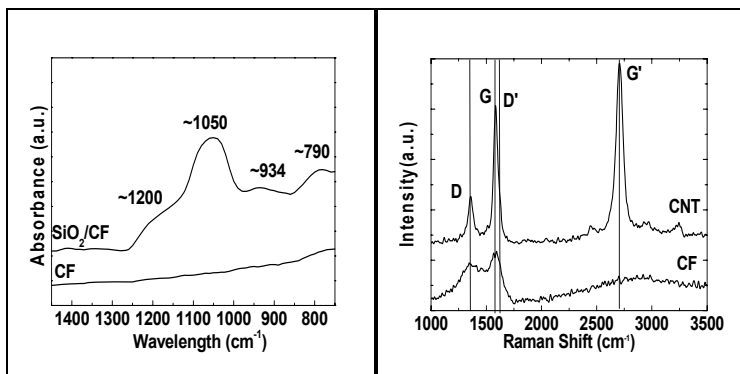 Absorbance (a.u.)
~1200
~1050
~934
~790
SiO2/CF
CF
1400 1300 1200 1100 1000 900 800
Wavelength (cm-1)
Intensity (a.u.)
D
G
D'
G'
CNT
CF
1000 1500 2000 2500 3000 3500
Raman Shift (cm-1)